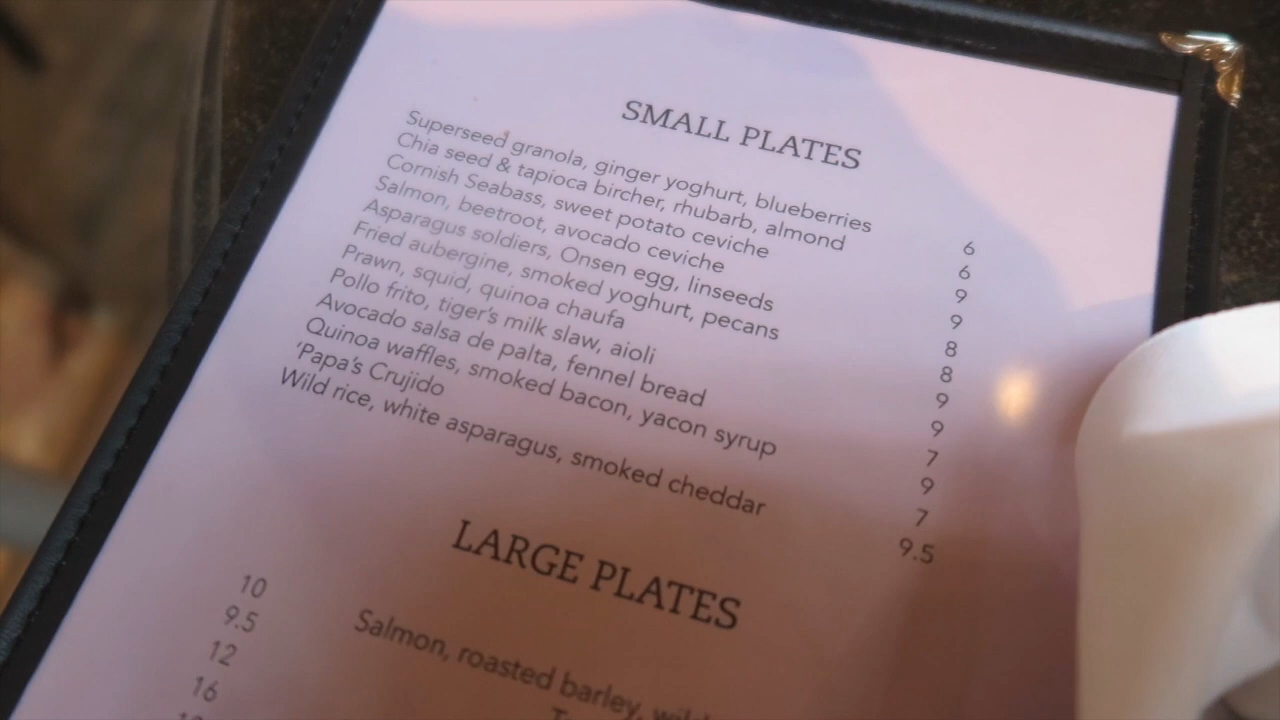 SMALL PLATES
Superseed granola, ginger yoghurt, blueberries 6
Chia seed & tapioca bircher, rhubarb, almond 6
Cornish Seabass, sweet potato ceviche 9
Salmon, beetroot, avocado ceviche 9
Asparagus soldiers, Onsen egg, linseeds 8
Fried aubergine, smoked yoghurt, pecans 8
Prawn, squid, quinoa chaufa 9
Pollo frito, tiger's milk slaw, aioli 9
Avocado salsa de palta, fennel bread 7
Quinoa waffles, smoked bacon, yacon syrup 9
'Papa's Crujido 7
Wild rice, white asparagus, smoked cheddar 9.5
LARGE PLATES
10
9.5 Salmon, roasted barley,
12
16